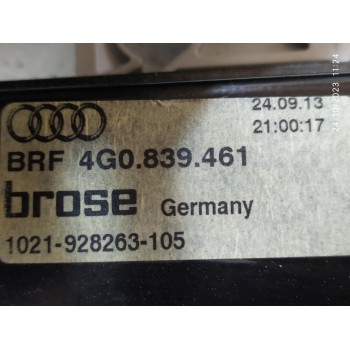 24.09.13
21:00:17
BRF 4G0.839.461
brose Germany
1021-928263-105